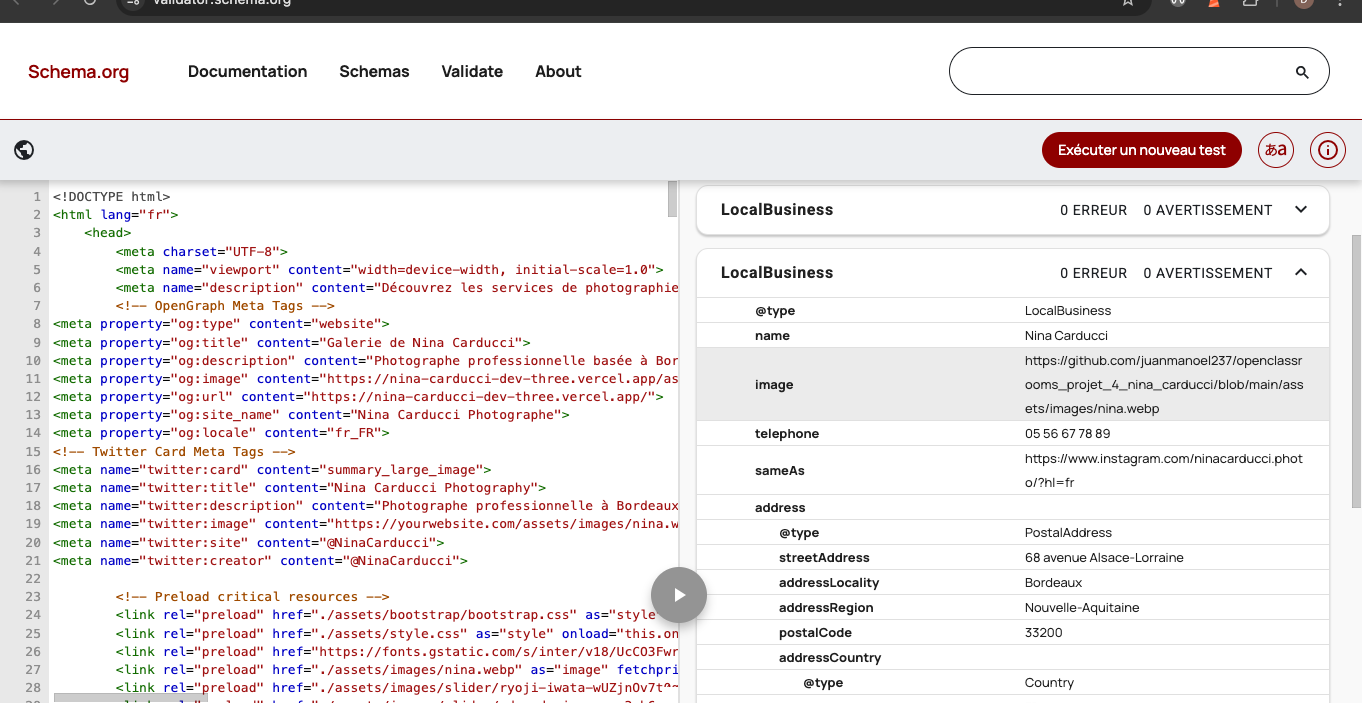 validator.schema.org
Schema.org
Documentation
Schemas
Validate
About
Exécuter un nouveau test
あa
1 <!DOCTYPE html>
2 <html lang="fr">
3 <head>
4 <meta charset="UTF-8">
5 <meta name="viewport" content="width=device-width, initial-scale=1.0">
6 <meta name="description" content="Découvrez les services de photographie
7 <!-- OpenGraph Meta Tags -->
8 <meta property="og:type" content="website">
9 <meta property="og:title" content="Galerie de Nina Carducci">
10 <meta property="og:description" content="Photographe professionnelle basée à Bor
11 <meta property="og:image" content="https://nina-carducci-dev-three.vercel.app/as
12 <meta property="og:url" content="https://nina-carducci-dev-three.vercel.app/">
13 <meta property="og:site_name" content="Nina Carducci Photographe">
14 <meta property="og:locale" content="fr_FR">
15 <!-- Twitter Card Meta Tags -->
16 <meta name="twitter:card" content="summary_large_image">
17 <meta name="twitter:title" content="Nina Carducci Photography">
18 <meta name="twitter:description" content="Photographe professionnelle à Bordeaux
19 <meta name="twitter:image" content="https://yourwebsite.com/assets/images/nina.w
20 <meta name="twitter:site" content="@NinaCarducci">
21 <meta name="twitter:creator" content="@NinaCarducci">
22
23 <!-- Preload critical resources -->
24 <link rel="preload" href="./assets/bootstrap/bootstrap.css" as="style
25 <link rel="preload" href="./assets/style.css" as="style" onload="this.on
26 <link rel="preload" href="https://fonts.gstatic.com/s/inter/v18/UcCO3Fwr
27 <link rel="preload" href="./assets/images/nina.webp" as="image" fetchpri
28 <link rel="preload" href="./assets/images/slider/ryoji-iwata-wUZjnOv7t
LocalBusiness 0 ERREUR 0 AVERTISSEMENT
LocalBusiness 0 ERREUR 0 AVERTISSEMENT
@type LocalBusiness
name Nina Carducci
image https://github.com/juanmanoel237/openclassr
ooms_projet_4_nina_carducci/blob/main/ass
ets/images/nina.webp
telephone 05 56 67 78 89
sameAs https://www.instagram.com/ninacarducci.phot
o/?hl=fr
address
@type PostalAddress
streetAddress 68 avenue Alsace-Lorraine
addressLocality Bordeaux
addressRegion Nouvelle-Aquitaine
postalCode 33200
addressCountry
@type Country